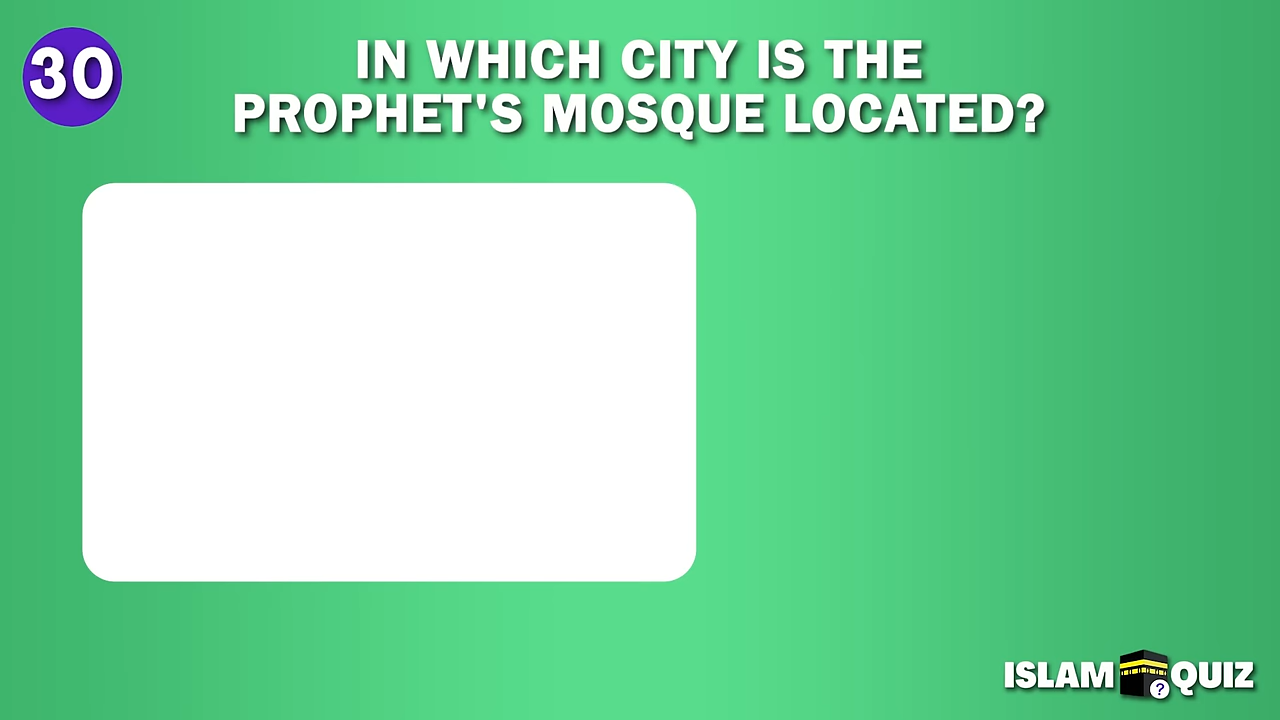 30
IN WHICH CITY IS THE
PROPHET'S MOSQUE LOCATED?
ISLAM ? QUIZ